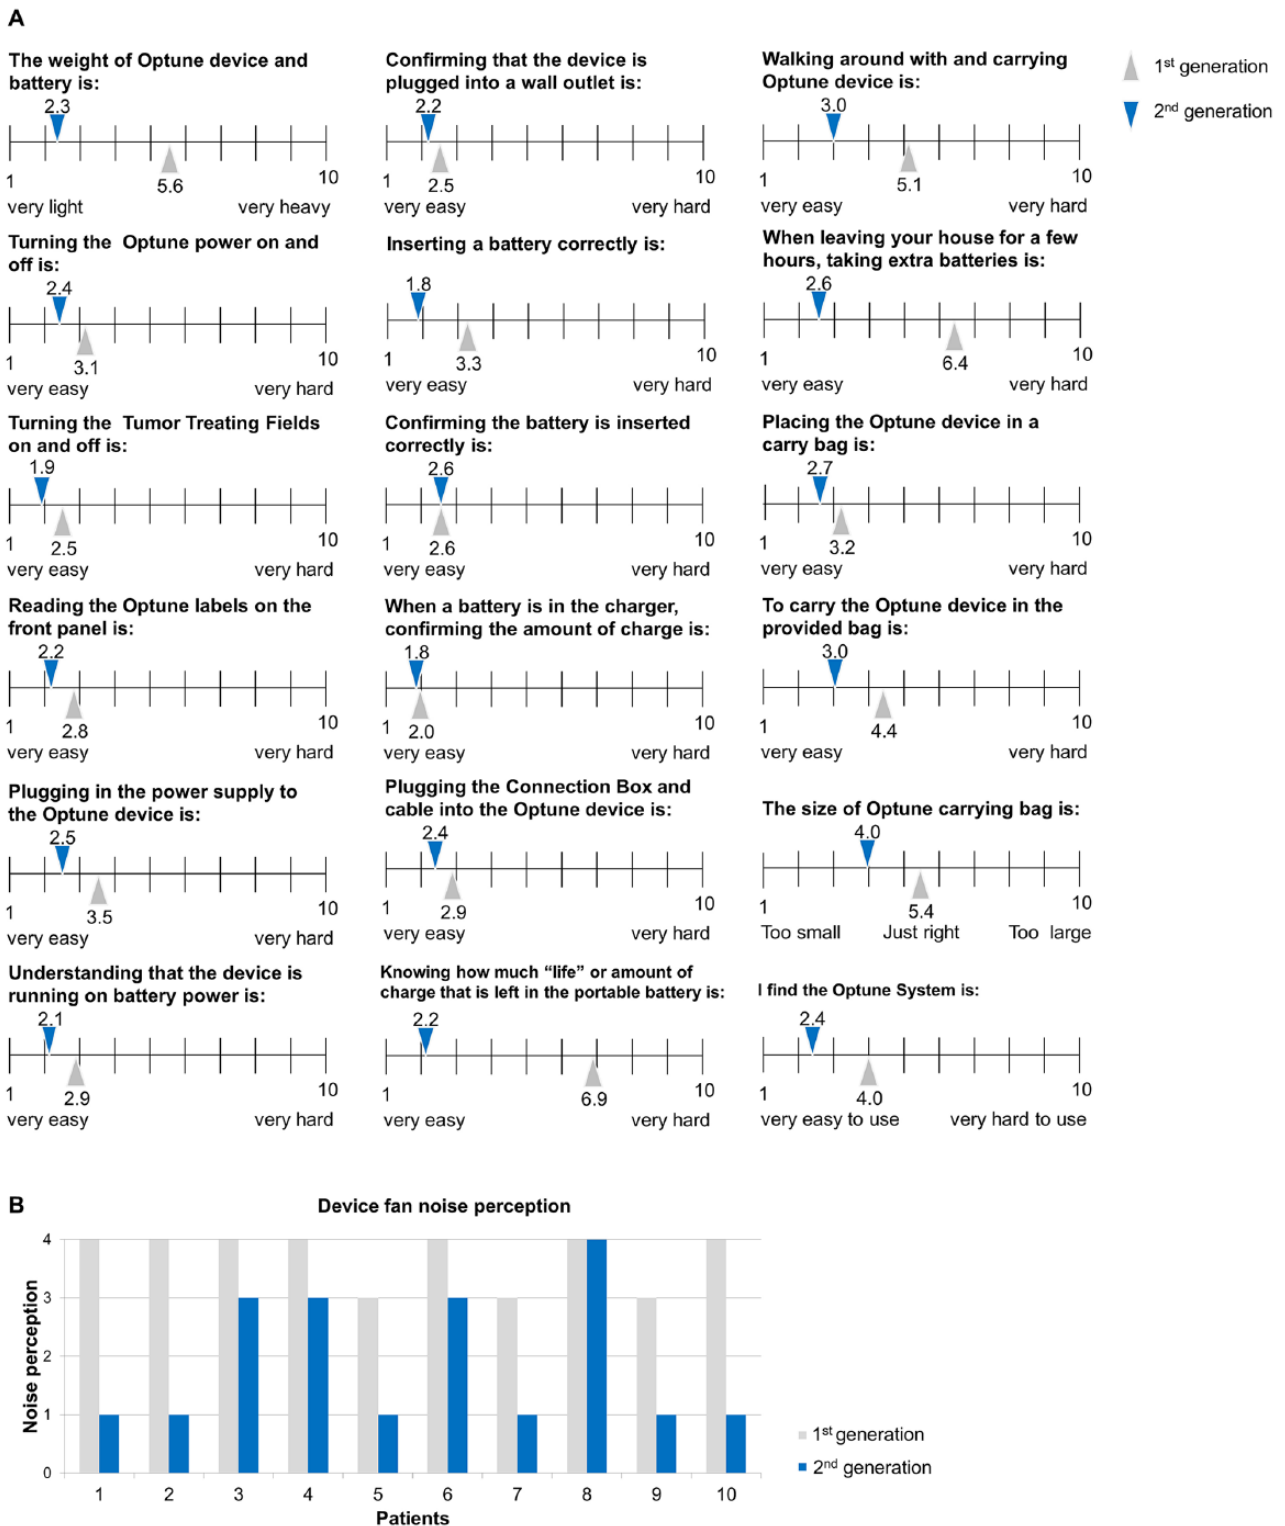 A
The weight of Optune device and
battery is:
2.3
5.6
1
10
very light
very heavy
Confirming that the device is
plugged into a wall outlet is:
2.2
2.5
1
10
very easy
very hard
Walking around with and carrying
Optune device is:
3.0
5.1
1
10
very easy
very hard
1st generation
2nd generation
Turning the Optune power on and
off is:
2.4
3.1
1
10
very easy
very hard
Inserting a battery correctly is:
1.8
3.3
1
10
very easy
very hard
When leaving your house for a few
hours, taking extra batteries is:
2.6
6.4
1
10
very easy
very hard
Turning the Tumor Treating Fields
on and off is:
1.9
2.5
1
10
very easy
very hard
Confirming the battery is inserted
correctly is:
2.6
2.6
1
10
very easy
very hard
Placing the Optune device in a
carry bag is:
2.7
3.2
1
10
very easy
very hard
Reading the Optune labels on the
front panel is:
2.2
2.8
1
10
very easy
very hard
When a battery is in the charger,
confirming the amount of charge is:
1.8
2.0
1
10
very easy
very hard
To carry the Optune device in the
provided bag is:
3.0
4.4
1
10
very easy
very hard
Plugging in the power supply to
the Optune device is:
2.5
3.5
1
10
very easy
very hard
Plugging the Connection Box and
cable into the Optune device is:
2.4
2.9
1
10
very easy
very hard
The size of Optune carrying bag is:
4.0
5.4
1
10
Too small
Just right
Too large
Understanding that the device is
running on battery power is:
2.1
2.9
1
10
very easy
very hard
Knowing how much “life” or amount of
charge that is left in the portable battery is:
2.2
6.9
1
10
very easy
very hard
I find the Optune System is:
2.4
4.0
1
10
very easy to use
very hard to use
B
Device fan noise perception
Noise perception
4
3
2
1
0
1 2 3 4 5 6 7 8 9 10
Patients
1st generation
2nd generation